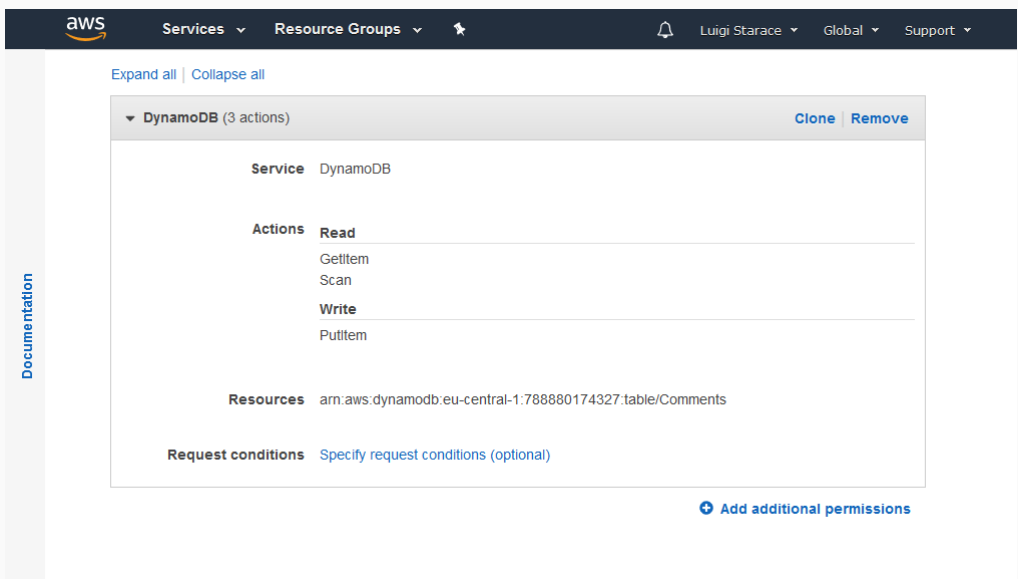 aws Services Resource Groups Luigi Starace Global Support
Expand all | Collapse all
DynamoDB (3 actions) Clone | Remove
Service DynamoDB
Actions Read
GetItem
Scan
Write
PutItem
Resources arn:aws:dynamodb:eu-central-1:788880174327:table/Comments
Request conditions Specify request conditions (optional)
Add additional permissions
Documentation